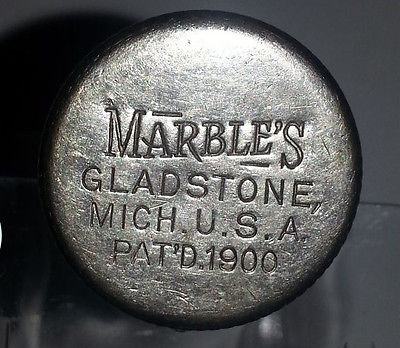 MARBLE'S
GLADSTONE,
MICH. U.S.A.
PAT'D. 1900